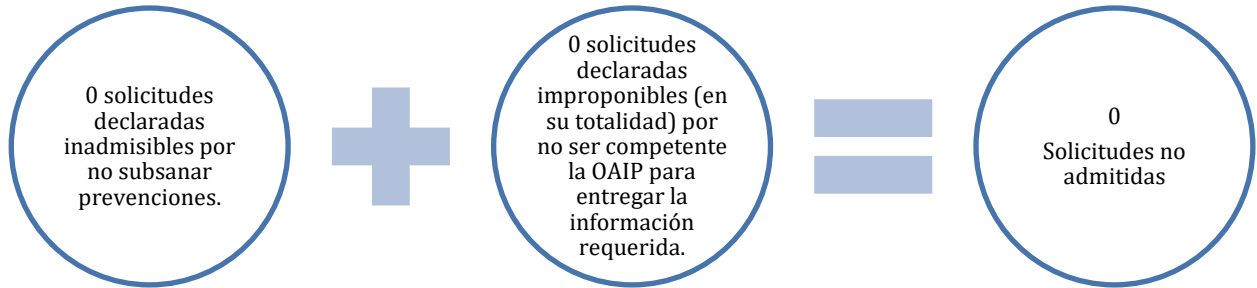 0 solicitudes
declaradas
inadmisibles por
no subsanar
prevenciones.
0 solicitudes
declaradas
improponibles (en
su totalidad) por
no ser competente
la OAIP para
entregar la
información
requerida.
0
Solicitudes no
admitidas